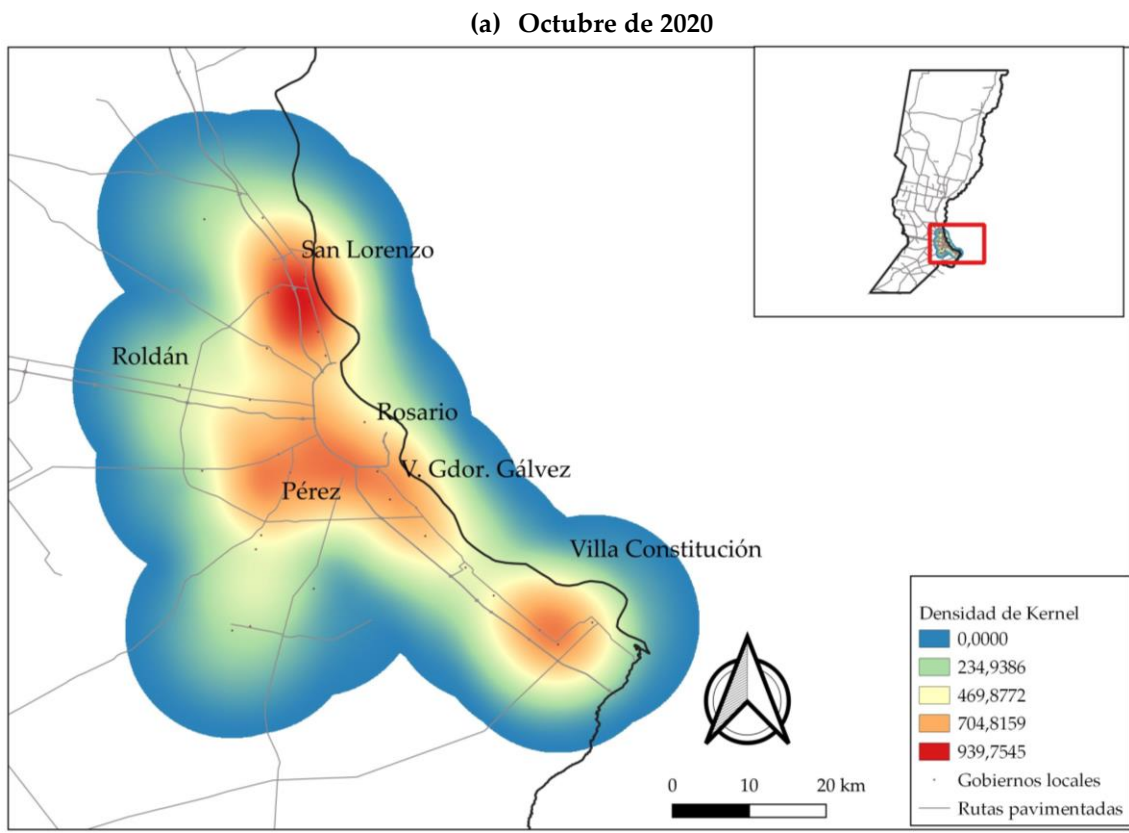 (a) Octubre de 2020
San Lorenzo
Roldán
Rosario
V. Gdor. Gálvez
Pérez
Villa Constitución
Densidad de Kernel
0,0000
234,9386
469,8772
704,8159
939,7545
Gobiernos locales
Rutas pavimentadas
0 10 20 km